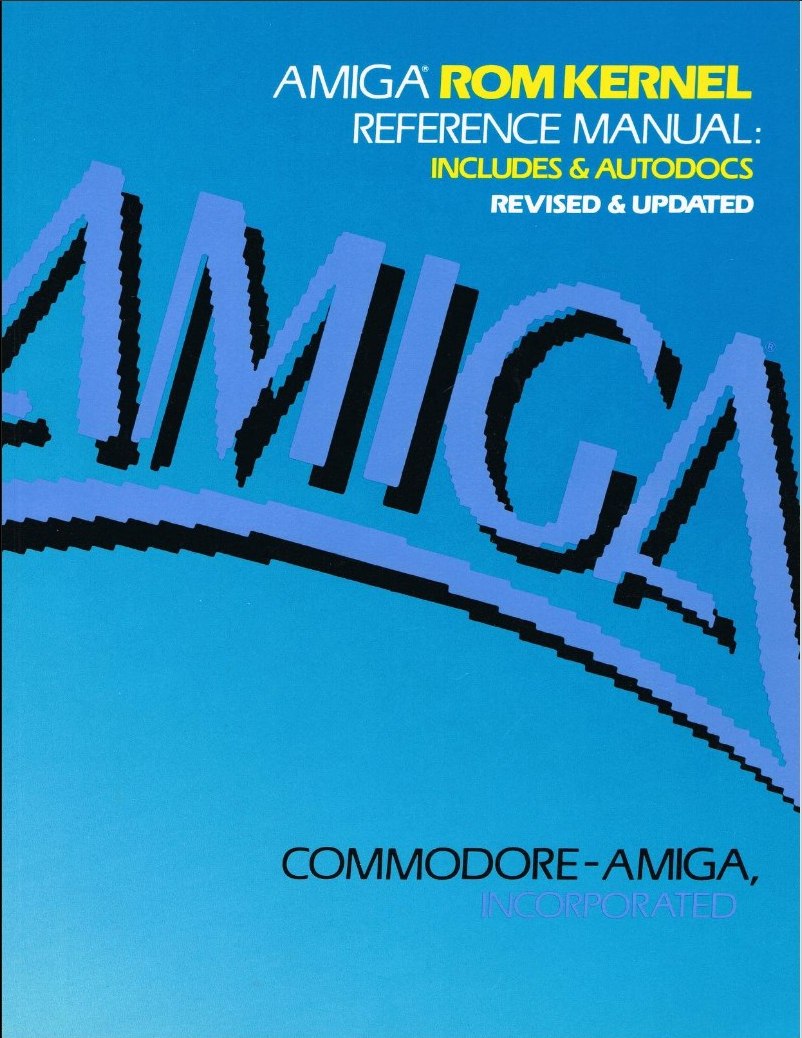 AMIGA® ROM KERNEL
REFERENCE MANUAL:
INCLUDES & AUTODOCS
REVISED & UPDATED
AMIGA®
COMMODORE-AMIGA,
INCORPORATED